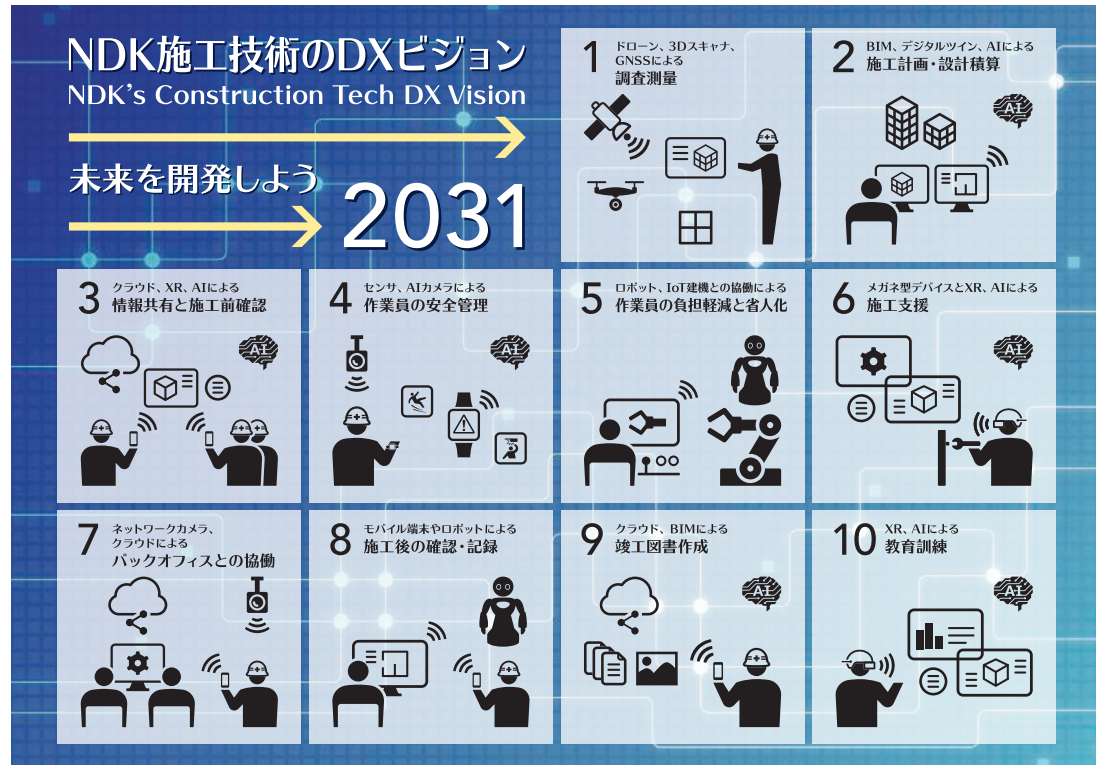 NDK施工技術のDXビジョン
NDK's Construction Tech DX Vision
未来を開発しよう
2031
1
ドローン、3Dスキャナ、
GNSSによる
調査測量
2
BIM、デジタルツイン、AIによる
施工計画・設計積算
AI
3
クラウド、XR、AIによる
情報共有と施工前確認
AI
4
センサ、AIカメラによる
作業員の安全管理
AI
5
ロボット、IoT建機との協働による
作業員の負担軽減と省人化
6
メガネ型デバイスとXR、AIによる
施工支援
AI
7
ネットワークカメラ、
クラウドによる
バックオフィスとの協働
8
モバイル端末やロボットによる
施工後の確認・記録
9
クラウド、BIMによる
竣工図書作成
AI
10
XR、AIによる
教育訓練
AI